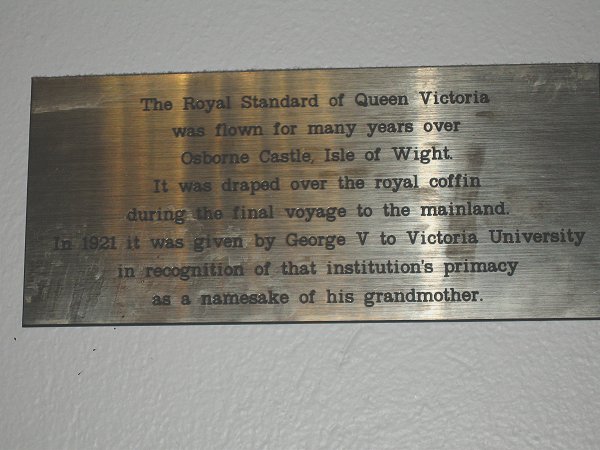 The Royal Standard of Queen Victoria
was flown for many years over
Osborne Castle, Isle of Wight.
It was draped over the royal coffin
during the final voyage to the mainland.
In 1921 it was given by George V to Victoria University
in recognition of that institution's primacy
as a namesake of his grandmother.